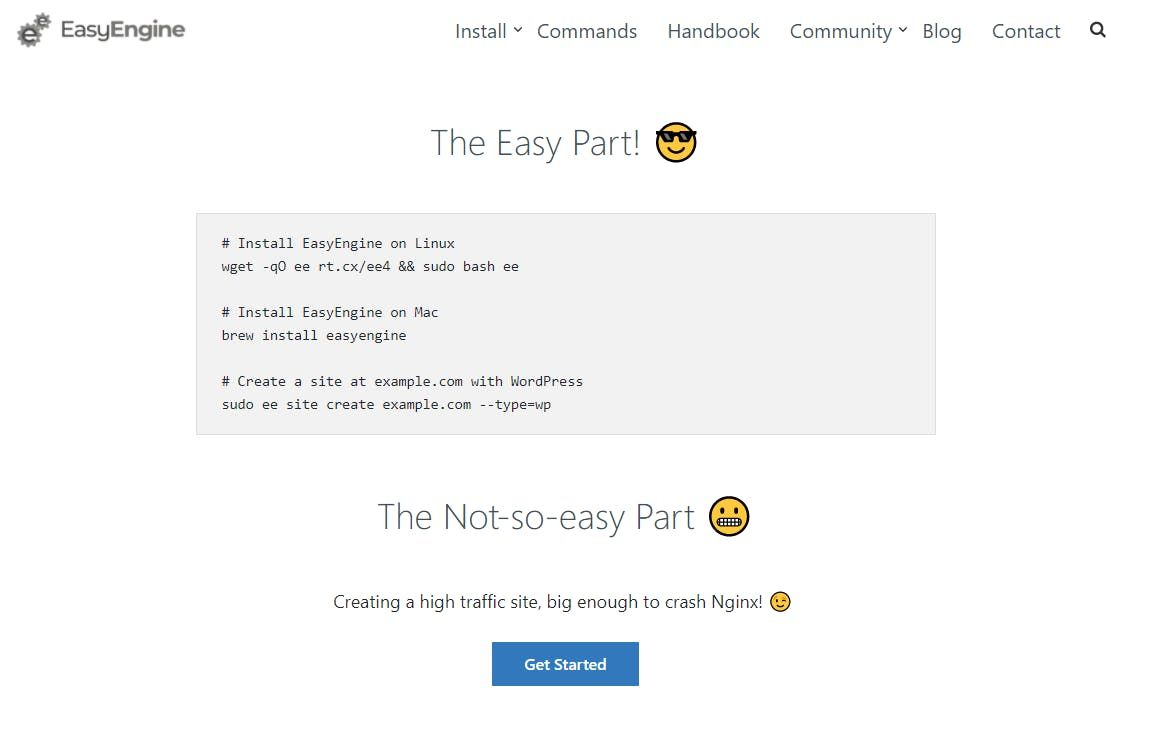 EasyEngine
Install Commands Handbook Community Blog Contact
The Easy Part! 😎
# Install EasyEngine on Linux
wget -qO ee rt.cx/ee4 && sudo bash ee
# Install EasyEngine on Mac
brew install easyengine
# Create a site at example.com with WordPress
sudo ee site create example.com --type=wp
The Not-so-easy Part 😬
Creating a high traffic site, big enough to crash Nginx! 😉
Get Started